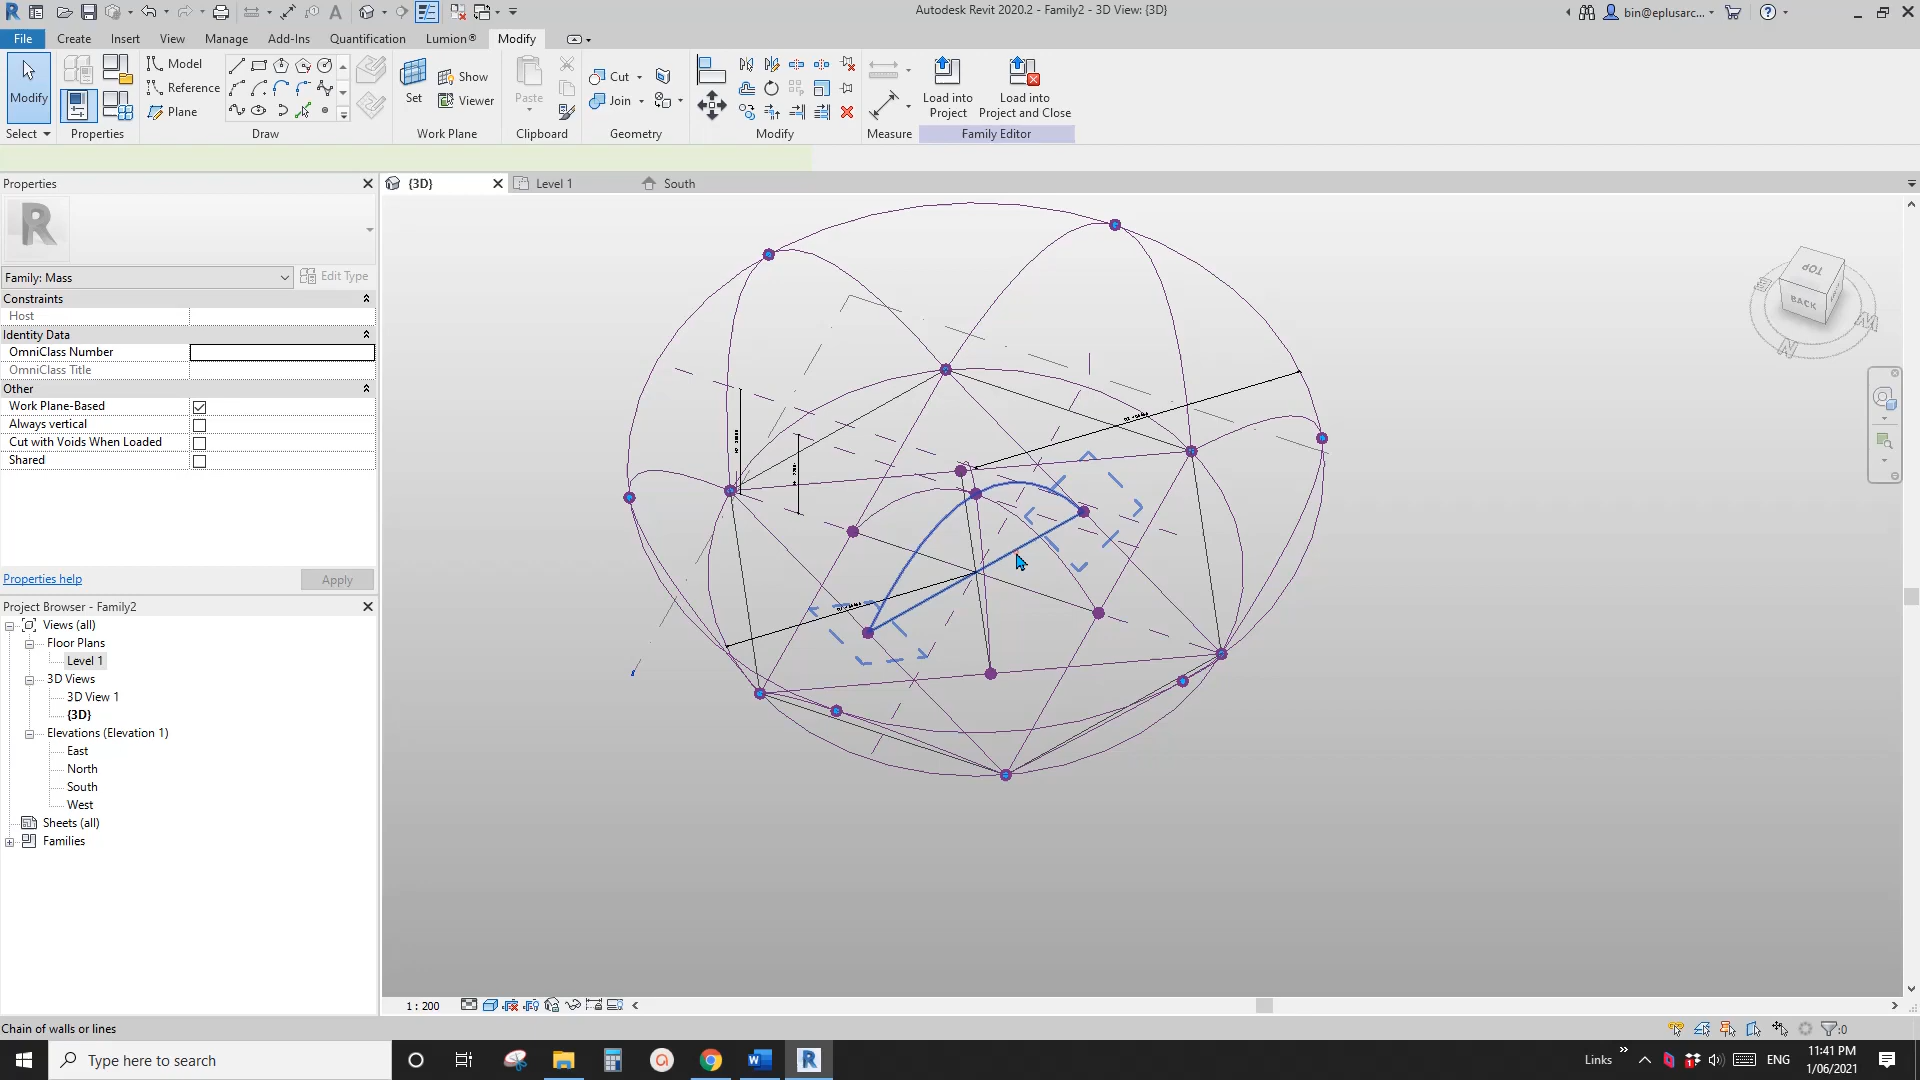 Autodesk Revit 2020.2 - Family2 - 3D View: {3D}
bin@eplusarc...
File Create Insert View Manage Add-Ins Quantification Lumion® Modify
Modify
Select
Properties
Model
Reference
Plane
Draw
Set
Show
Viewer
Work Plane
Paste
Clipboard
Cut
Join
Geometry
Modify
Measure
Load into
Project
Load into
Project and Close
Family Editor
Properties
{3D} Level 1 South
Family: Mass
Edit Type
Constraints
Host
Identity Data
OmniClass Number
OmniClass Title
Other
Work Plane-Based
Always vertical
Cut with Voids When Loaded
Shared
Properties help
Apply
Project Browser - Family2
Views (all)
Floor Plans
Level 1
3D Views
3D View 1
{3D}
Elevations (Elevation 1)
East
North
South
West
Sheets (all)
Families
TOP
BACK
E
N
W
1 : 200
Chain of walls or lines
:0
Type here to search
Links
ENG
11:41 PM
1/06/2021